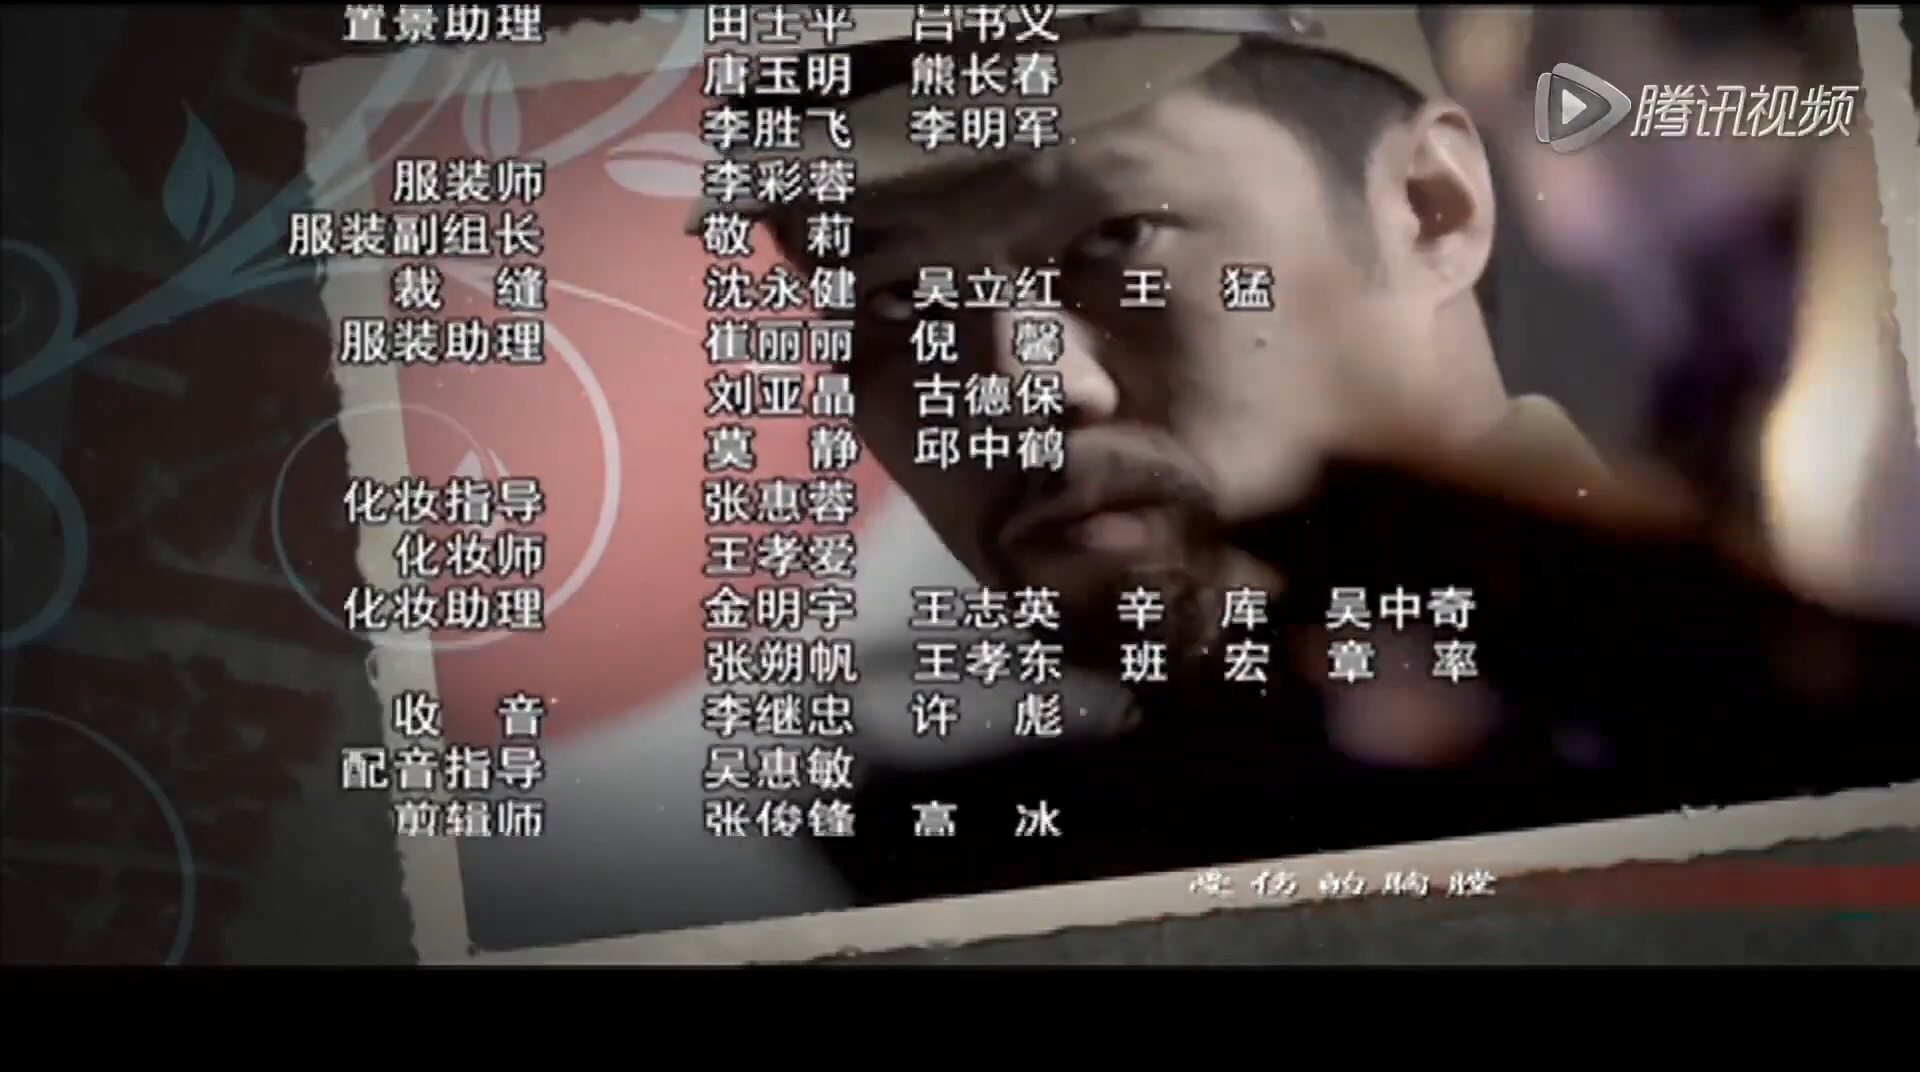 置景助理 田士平 吕书义
唐玉明 熊长春
李胜飞 李明军
腾讯视频
服装师 李彩蓉
服装副组长 敬莉
裁缝 沈永健 吴立红 王猛
服装助理 崔丽丽 倪馨
刘亚晶 古德保
莫静 邱中鹤
化妆指导 张惠蓉
化妆师 王孝爱
化妆助理 金明宇 王志英 辛库 吴中奇
张朔帆 王孝东 班宏 章率
收音 李继忠 许彪
配音指导 吴惠敏
剪辑师 张俊锋 高冰
伤的胸膛